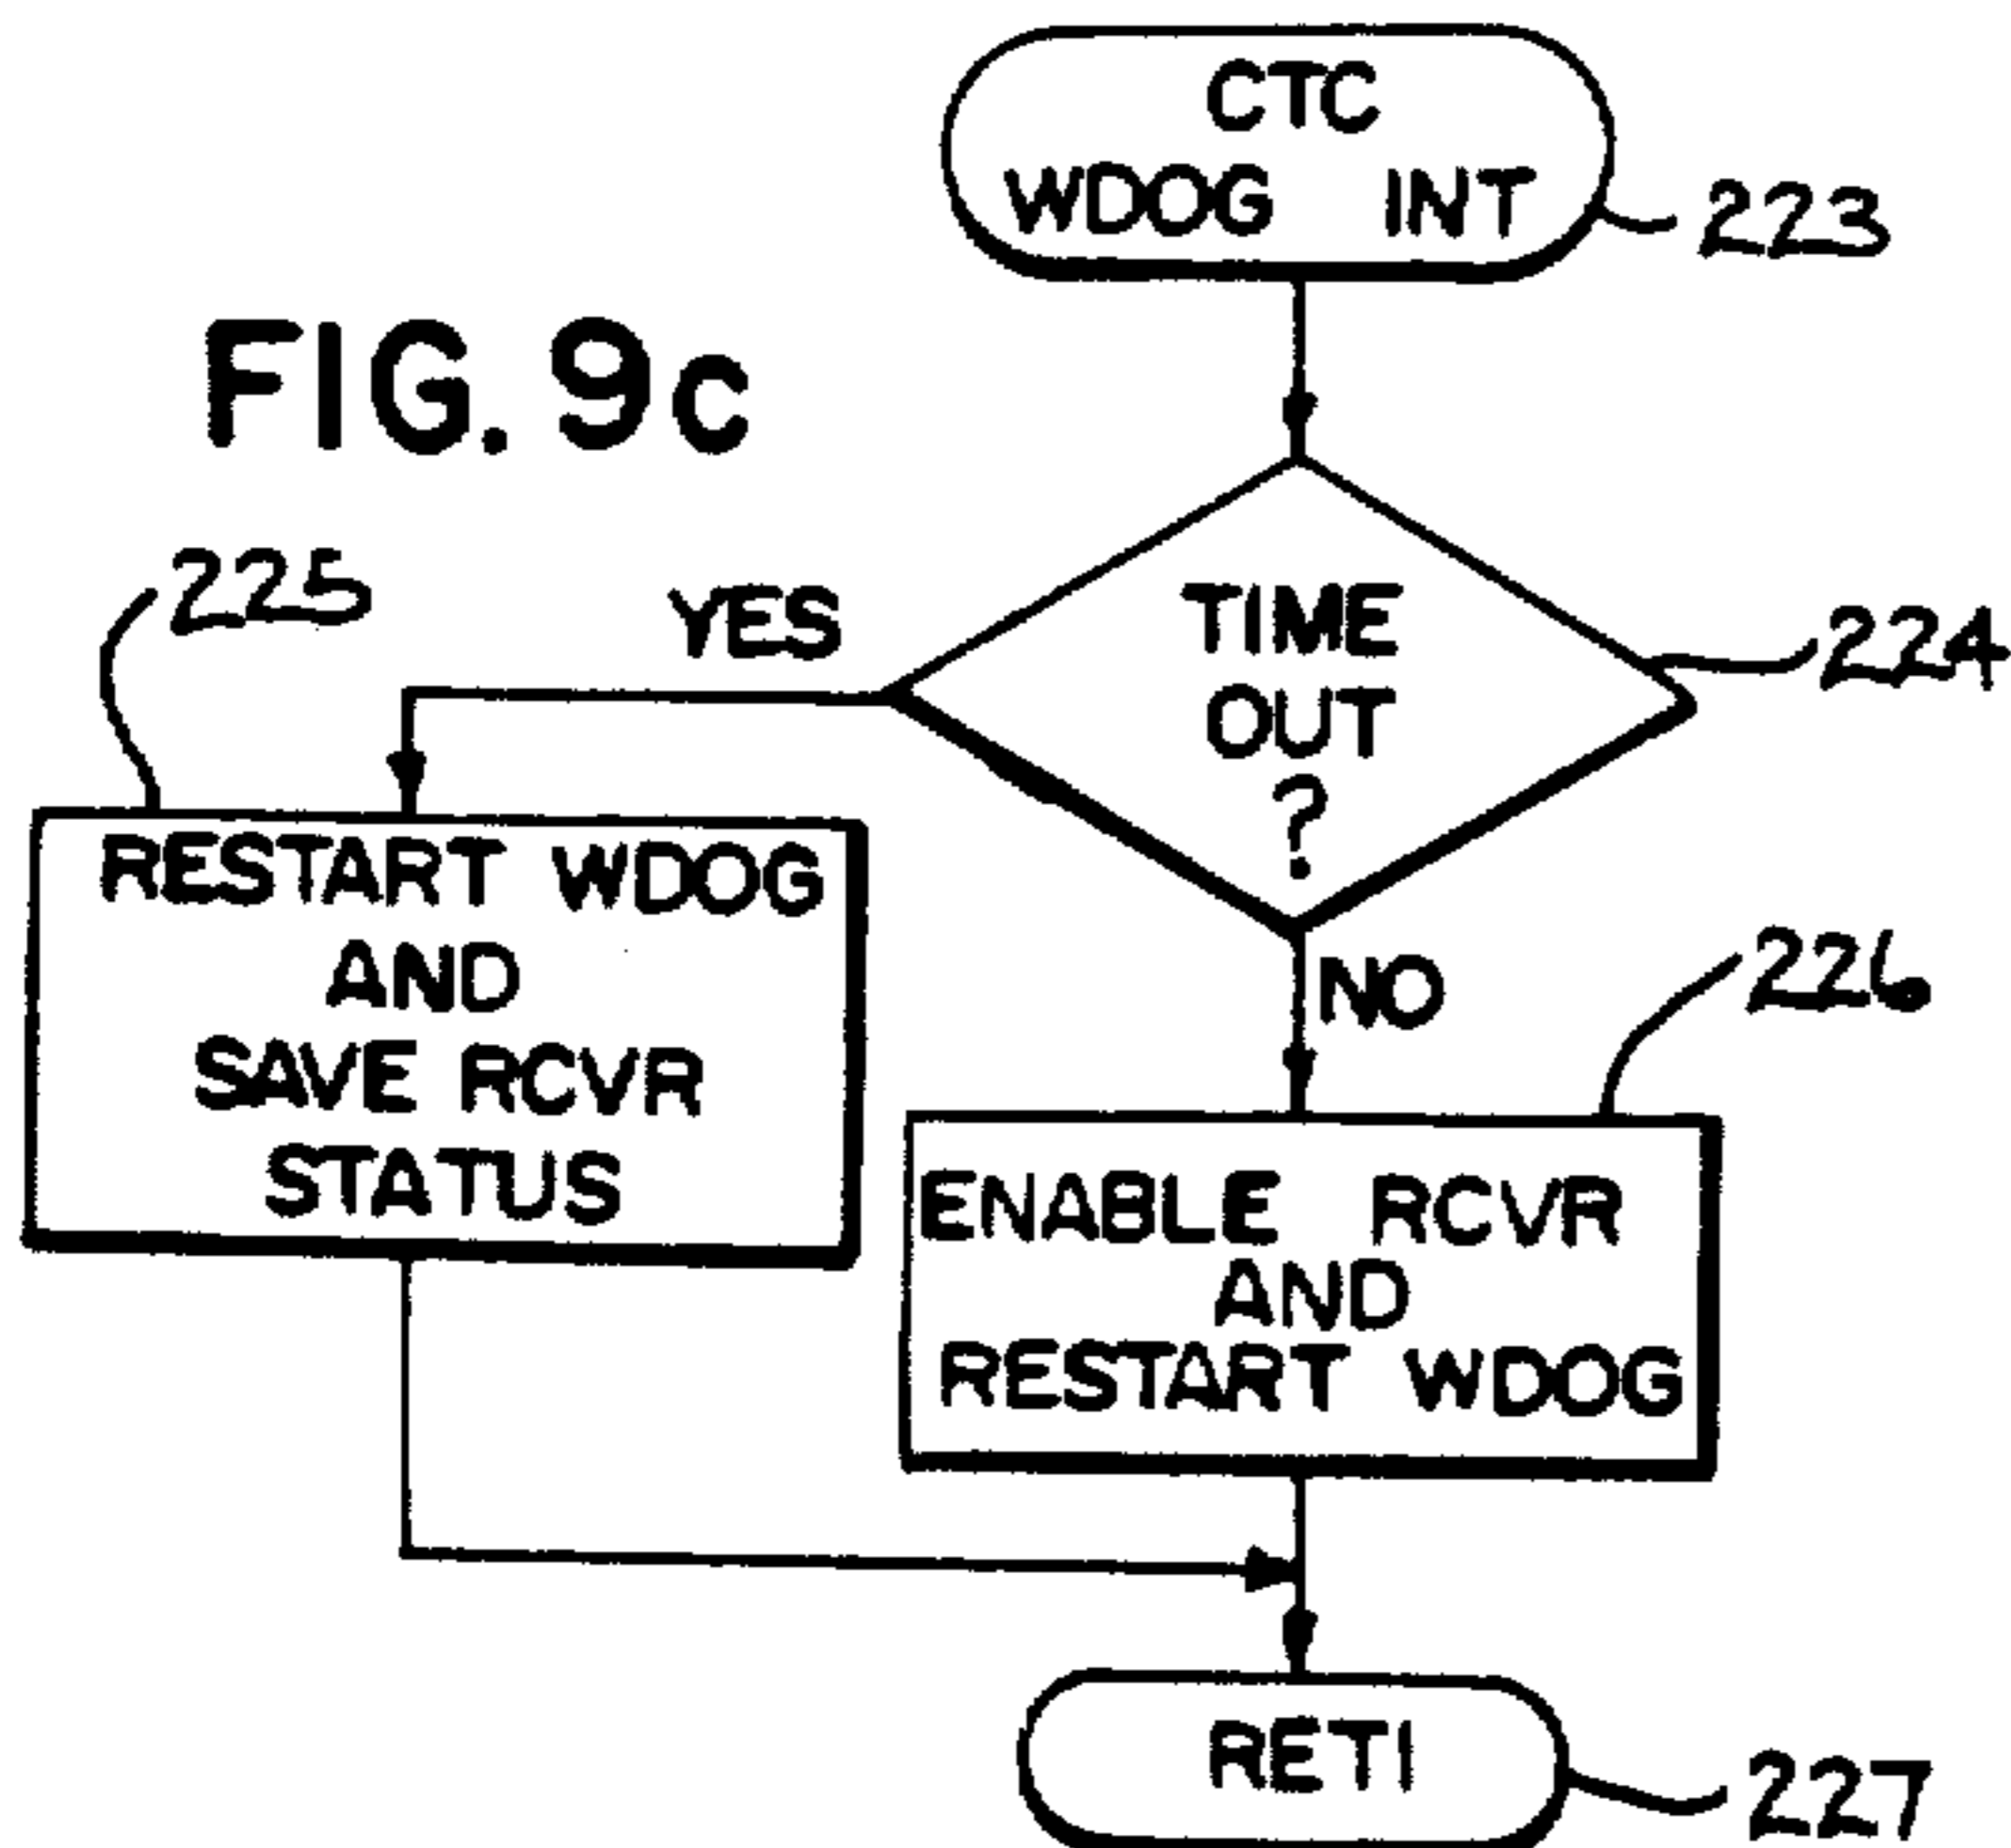 CTC
WDOG INT
223
FIG. 9c
225
YES
TIME
OUT
?
224
RESTART WDOG
AND
SAVE RCVR
STATUS
NO
226
ENABLE RCVR
AND
RESTART WDOG
RETI
227